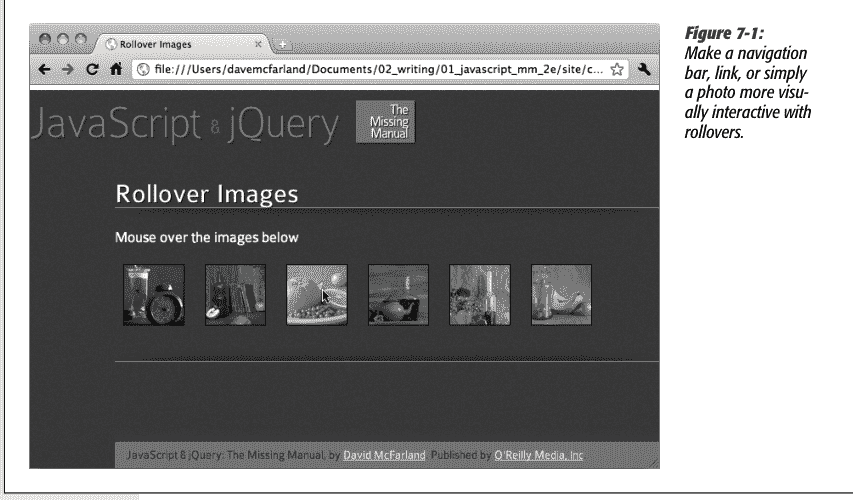 Rollover Images
file:///Users/davemcfarland/Documents/02_writing/01_javascript_mm_2e/site/c...
JavaScript & jQuery
The
Missing
Manual
Rollover Images
Mouse over the images below
JavaScript & jQuery: The Missing Manual, by David McFarland. Published by O'Reilly Media, Inc
Figure 7-1:
Make a navigation
bar, link, or simply
a photo more visu-
ally interactive with
rollovers.